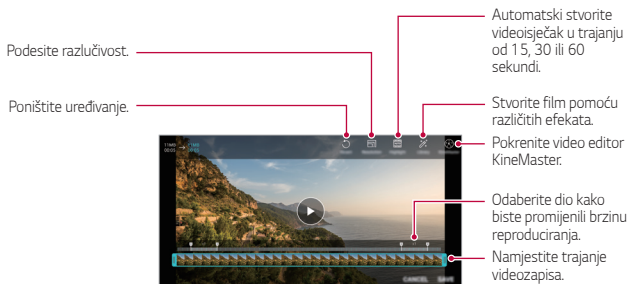 Podesite razlučivost.
Poništite uređivanje.
Automatski stvorite
videoisječak u trajanju
od 15, 30 ili 60
sekundi.
Stvorite film pomoću
različitih efekata.
Pokrenite video editor
KineMaster.
Odaberite dio kako
biste promijenili brzinu
reproduciranja.
Namjestite trajanje
videozapisa.
CANCEL SAVE